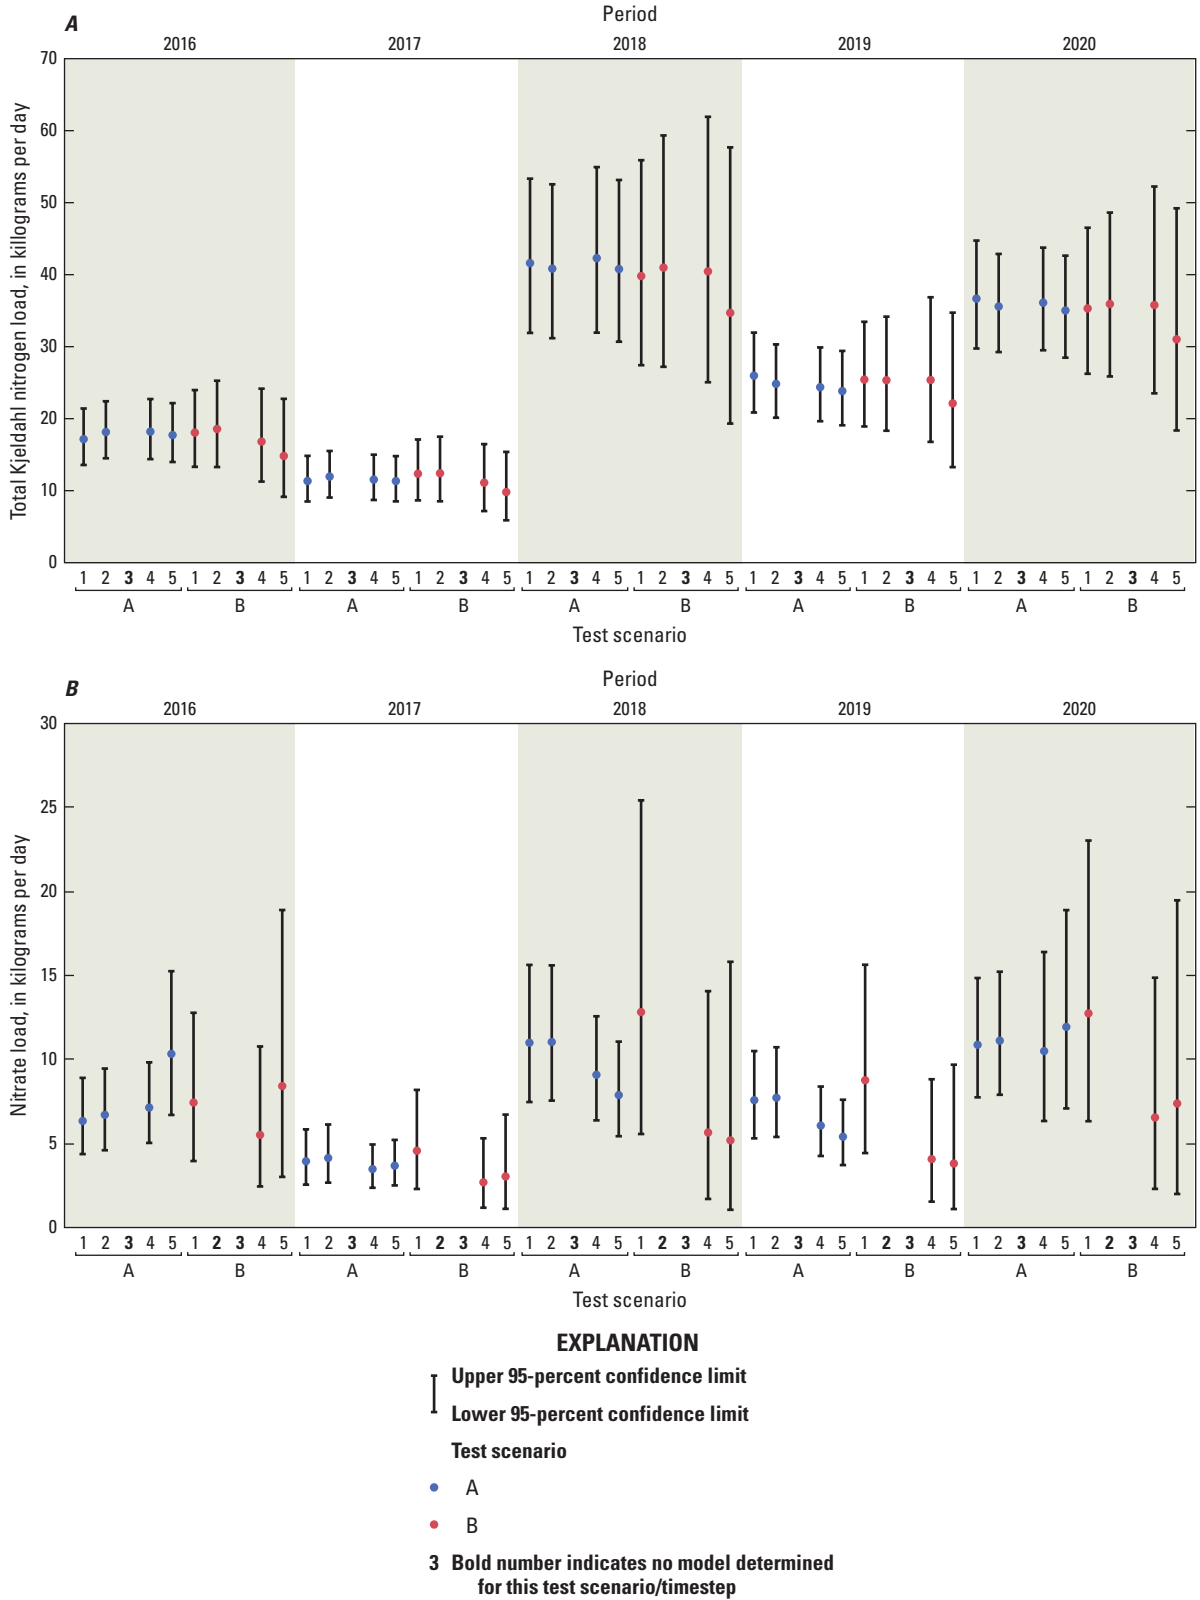 A
Period
2016 2017 2018 2019 2020
Total Kjeldahl nitrogen load, in killograms per day
70
60
50
40
30
20
10
0
1 2 3 4 5 1 2 3 4 5 1 2 3 4 5 1 2 3 4 5 1 2 3 4 5 1 2 3 4 5 1 2 3 4 5 1 2 3 4 5 1 2 3 4 5 1 2 3 4 5
A B A B A B A B A B
Test scenario
B
Period
2016 2017 2018 2019 2020
Nitrate load, in kilograms per day
30
25
20
15
10
5
0
1 2 3 4 5 1 2 3 4 5 1 2 3 4 5 1 2 3 4 5 1 2 3 4 5 1 2 3 4 5 1 2 3 4 5 1 2 3 4 5 1 2 3 4 5 1 2 3 4 5
A B A B A B A B A B
Test scenario
EXPLANATION
Upper 95-percent confidence limit
Lower 95-percent confidence limit
Test scenario
A
B
3 Bold number indicates no model determined
for this test scenario/timestep